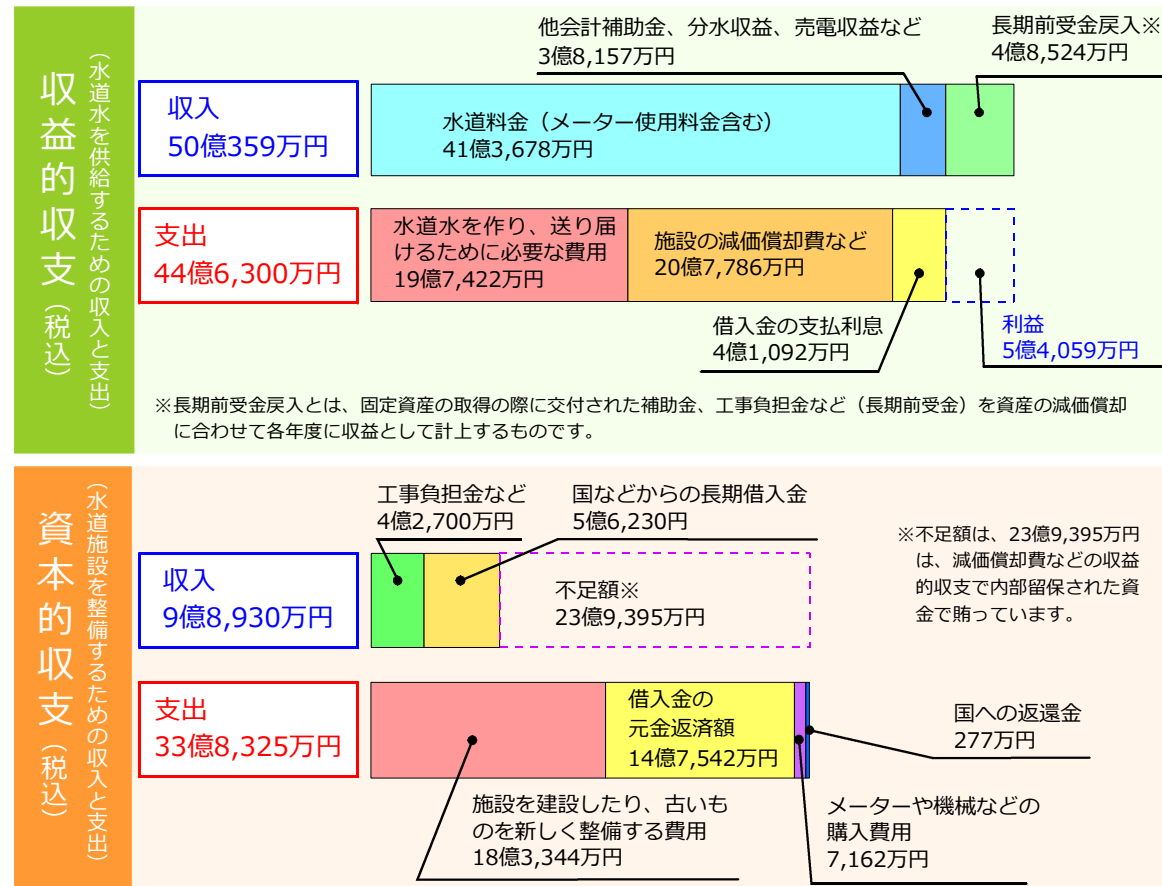 収益的収支（税込）
（水道水を供給するための収入と支出）
他会計補助金、分水収益、売電収益など
3億8,157万円
長期前受金戻入※
4億8,524万円
収入
50億359万円
水道料金（メーター使用料金含む）
41億3,678万円
支出
44億6,300万円
水道水を作り、送り届
けるために必要な費用
19億7,422万円
施設の減価償却費など
20億7,786万円
借入金の支払利息
4億1,092万円
利益
5億4,059万円
※長期前受金戻入とは、固定資産の取得の際に交付された補助金、工事負担金など（長期前受金）を資産の減価償却
に合わせて各年度に収益として計上するものです。
資本的収支（税込）
（水道施設を整備するための収入と支出）
工事負担金など
4億2,700万円
国などからの長期借入金
5億6,230円
収入
9億8,930万円
不足額※
23億9,395万円
※不足額は、23億9,395万円
は、減価償却費などの収益
的収支で内部留保された資
金で賄っています。
支出
33億8,325万円
借入金の
元金返済額
14億7,542万円
国への返還金
277万円
施設を建設したり、古いも
のを新しく整備する費用
18億3,344万円
メーターや機械などの
購入費用
7,162万円